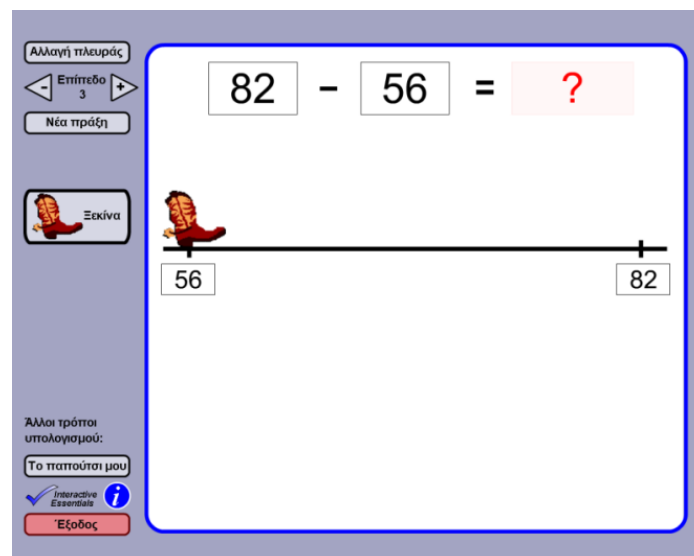 Αλλαγή πλευράς
Επίπεδο
3
-
+
Νέα πράξη
82 - 56 = ?
Ξεκίνα
56
82
Άλλοι τρόποι
υπολογισμού:
Το παπούτσι μου
Interactive
Essentials
i
Έξοδος